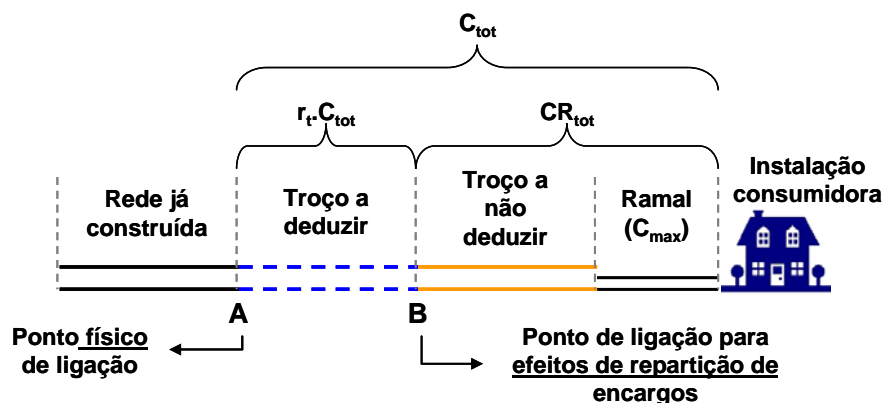 C_tot
r_t.C_tot
CR_tot
Rede já
construída
Troço a
deduzir
Troço a
não
deduzir
Ramal
(C_max)
Instalação
consumidora
A
B
Ponto físico
de ligação
Ponto de ligação para
efeitos de repartição de
encargos